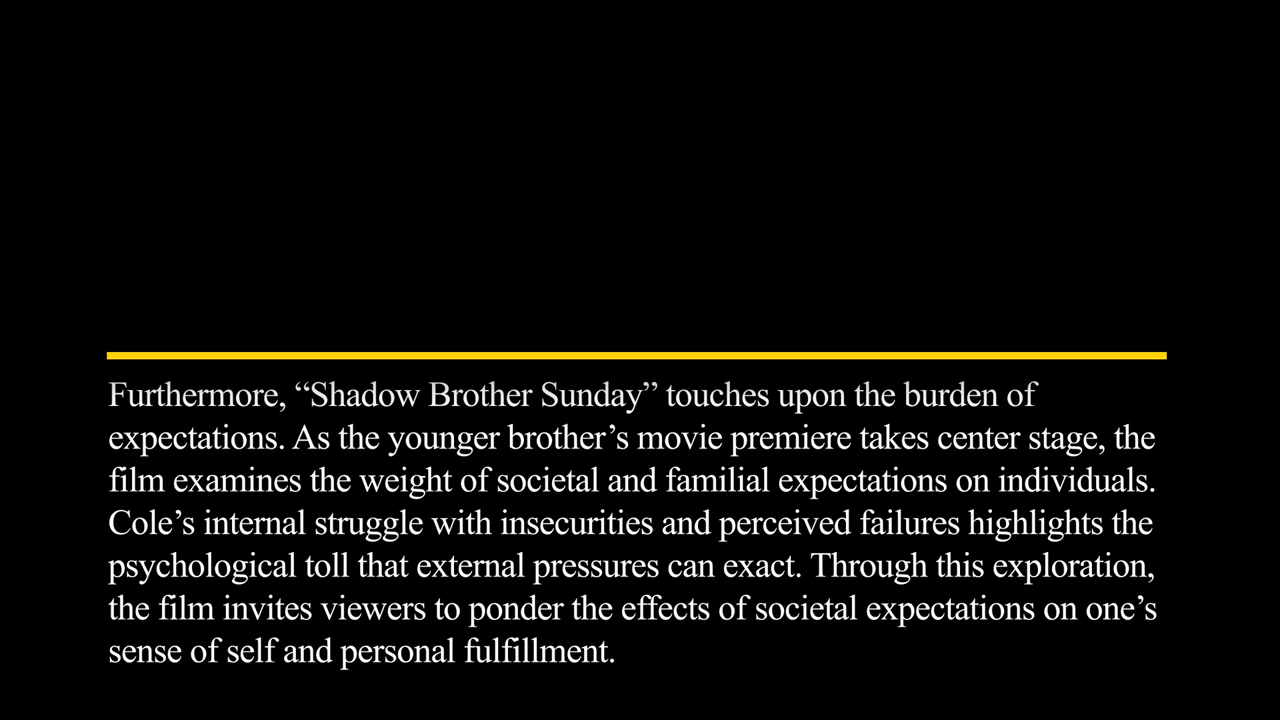 Furthermore, “Shadow Brother Sunday” touches upon the burden of
expectations. As the younger brother’s movie premiere takes center stage, the
film examines the weight of societal and familial expectations on individuals.
Cole’s internal struggle with insecurities and perceived failures highlights the
psychological toll that external pressures can exact. Through this exploration,
the film invites viewers to ponder the effects of societal expectations on one’s
sense of self and personal fulfillment.